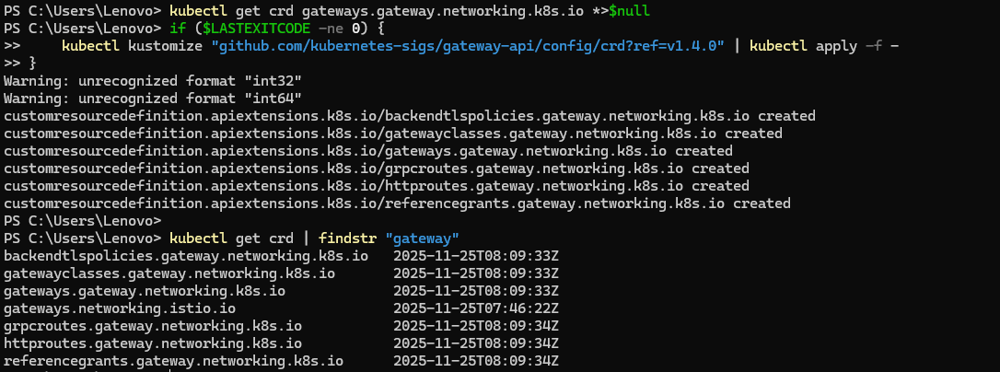 PS C:\Users\Lenovo> kubectl get crd gateways.gateway.networking.k8s.io *>$null
PS C:\Users\Lenovo> if ($LASTEXITCODE -ne 0) {
>>     kubectl kustomize "github.com/kubernetes-sigs/gateway-api/config/crd?ref=v1.4.0" | kubectl apply -f -
>> }
Warning: unrecognized format "int32"
Warning: unrecognized format "int64"
customresourcedefinition.apiextensions.k8s.io/backendtlspolicies.gateway.networking.k8s.io created
customresourcedefinition.apiextensions.k8s.io/gatewayclasses.gateway.networking.k8s.io created
customresourcedefinition.apiextensions.k8s.io/gateways.gateway.networking.k8s.io created
customresourcedefinition.apiextensions.k8s.io/grpcroutes.gateway.networking.k8s.io created
customresourcedefinition.apiextensions.k8s.io/httproutes.gateway.networking.k8s.io created
customresourcedefinition.apiextensions.k8s.io/referencegrants.gateway.networking.k8s.io created
PS C:\Users\Lenovo>
PS C:\Users\Lenovo> kubectl get crd | findstr "gateway"
backendtlspolicies.gateway.networking.k8s.io   2025-11-25T08:09:33Z
gatewayclasses.gateway.networking.k8s.io       2025-11-25T08:09:33Z
gateways.gateway.networking.k8s.io             2025-11-25T08:09:33Z
gateways.networking.istio.io                   2025-11-25T07:46:22Z
grpcroutes.gateway.networking.k8s.io           2025-11-25T08:09:34Z
httproutes.gateway.networking.k8s.io           2025-11-25T08:09:34Z
referencegrants.gateway.networking.k8s.io      2025-11-25T08:09:34Z